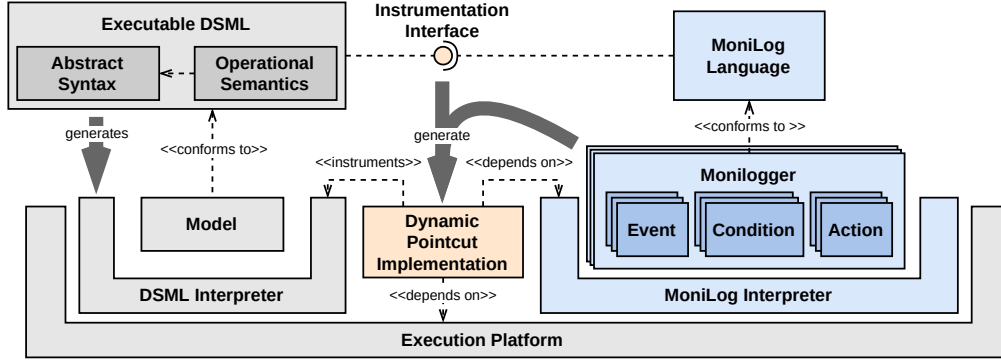 Executable DSML
Abstract
Syntax
Operational
Semantics
Instrumentation
Interface
MoniLog
Language
generates
<<conforms to>>
generate
<<conforms to >>
<<instruments>>
<<depends on>>
Monilogger
Event
Condition
Action
Model
Dynamic
Pointcut
Implementation
DSML Interpreter
<<depends on>>
MoniLog Interpreter
Execution Platform